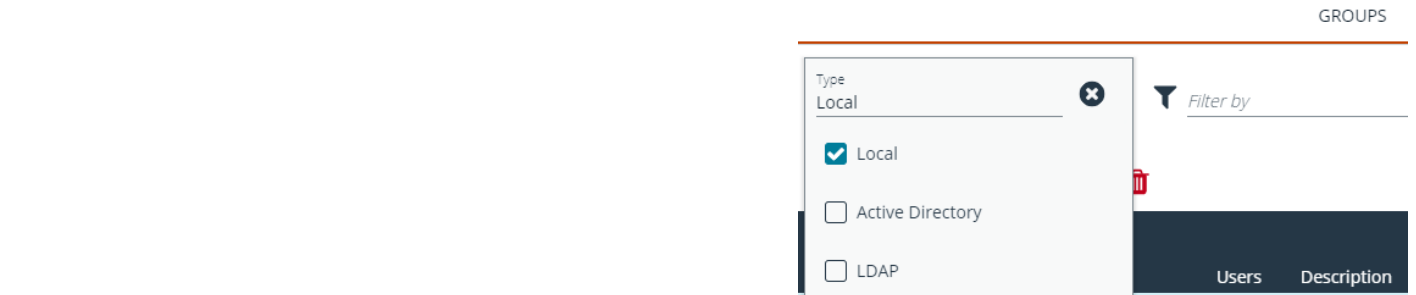 GROUPS
Type
Local
Filter by
Local
Active Directory
LDAP
Users Description